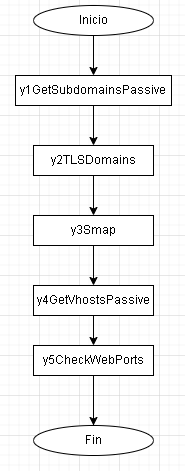 Inicio
y1GetSubdomainsPassive
y2TLSDomains
y3Smap
y4GetVhostsPassive
y5CheckWebPorts
Fin